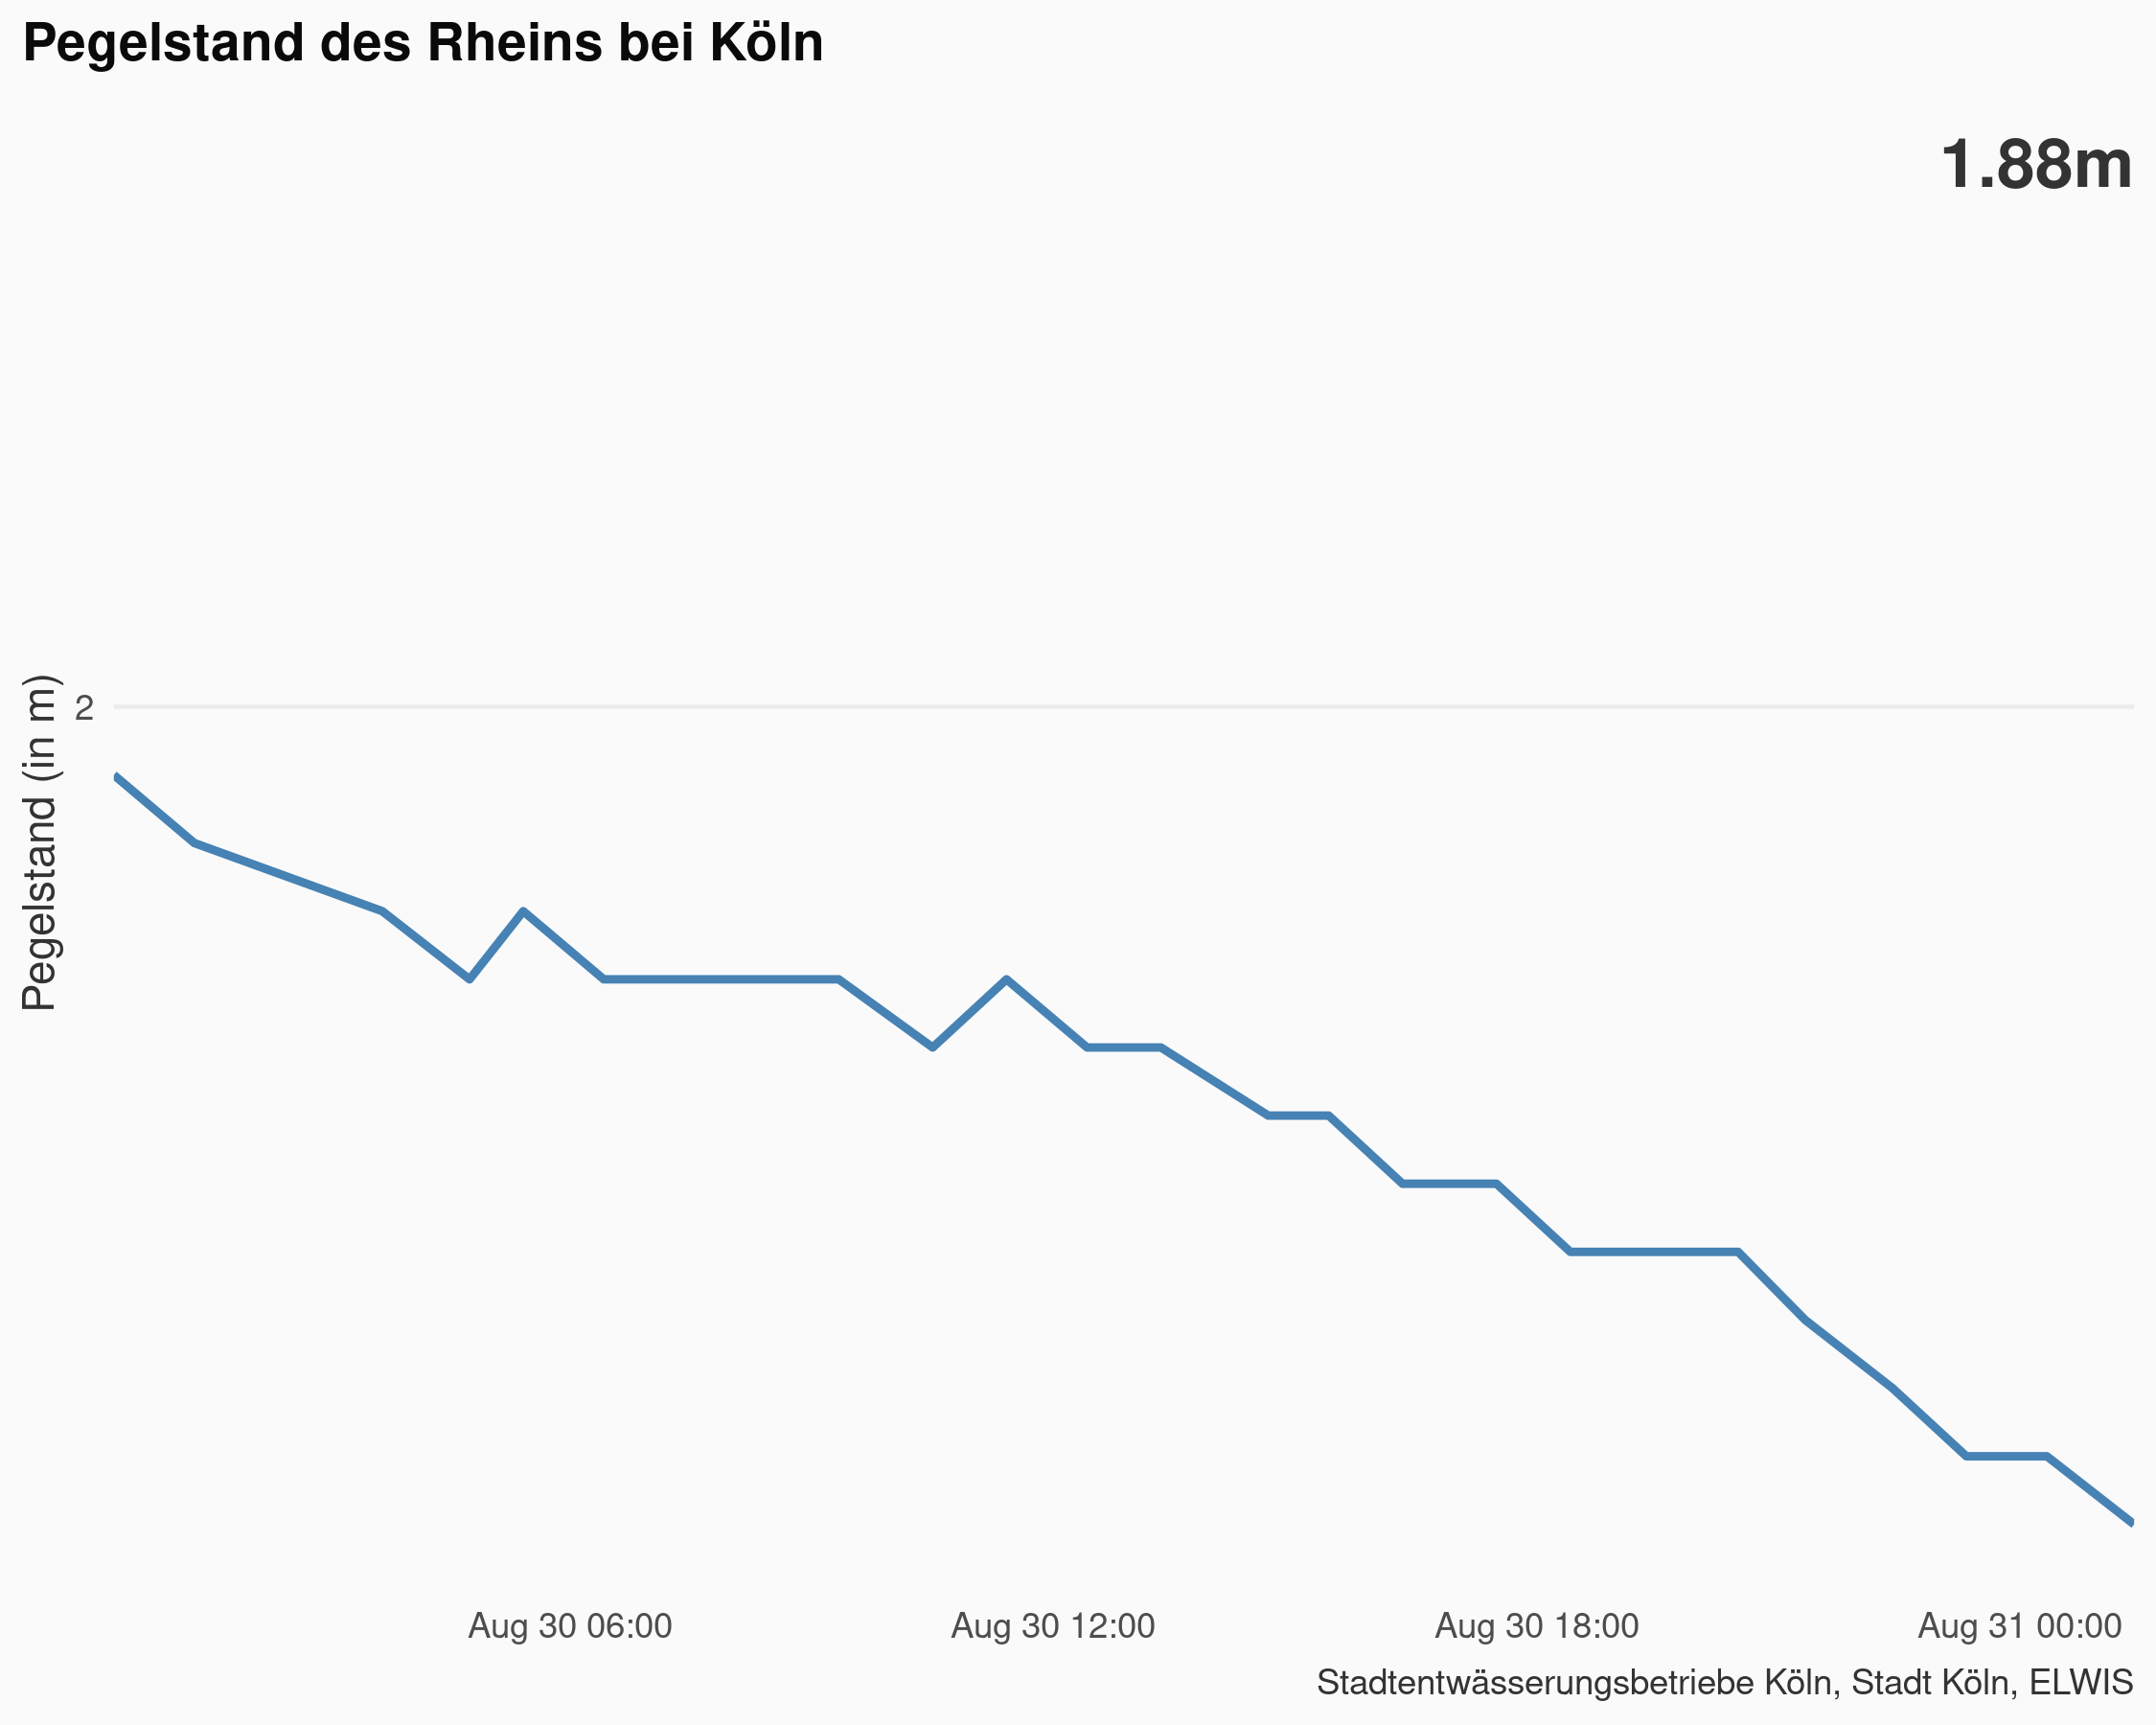 Pegelstand des Rheins bei Köln
1.88m
Pegelstand (in m)
2
Aug 30 06:00
Aug 30 12:00
Aug 30 18:00
Aug 31 00:00
Stadtentwässerungsbetriebe Köln, Stadt Köln, ELWIS